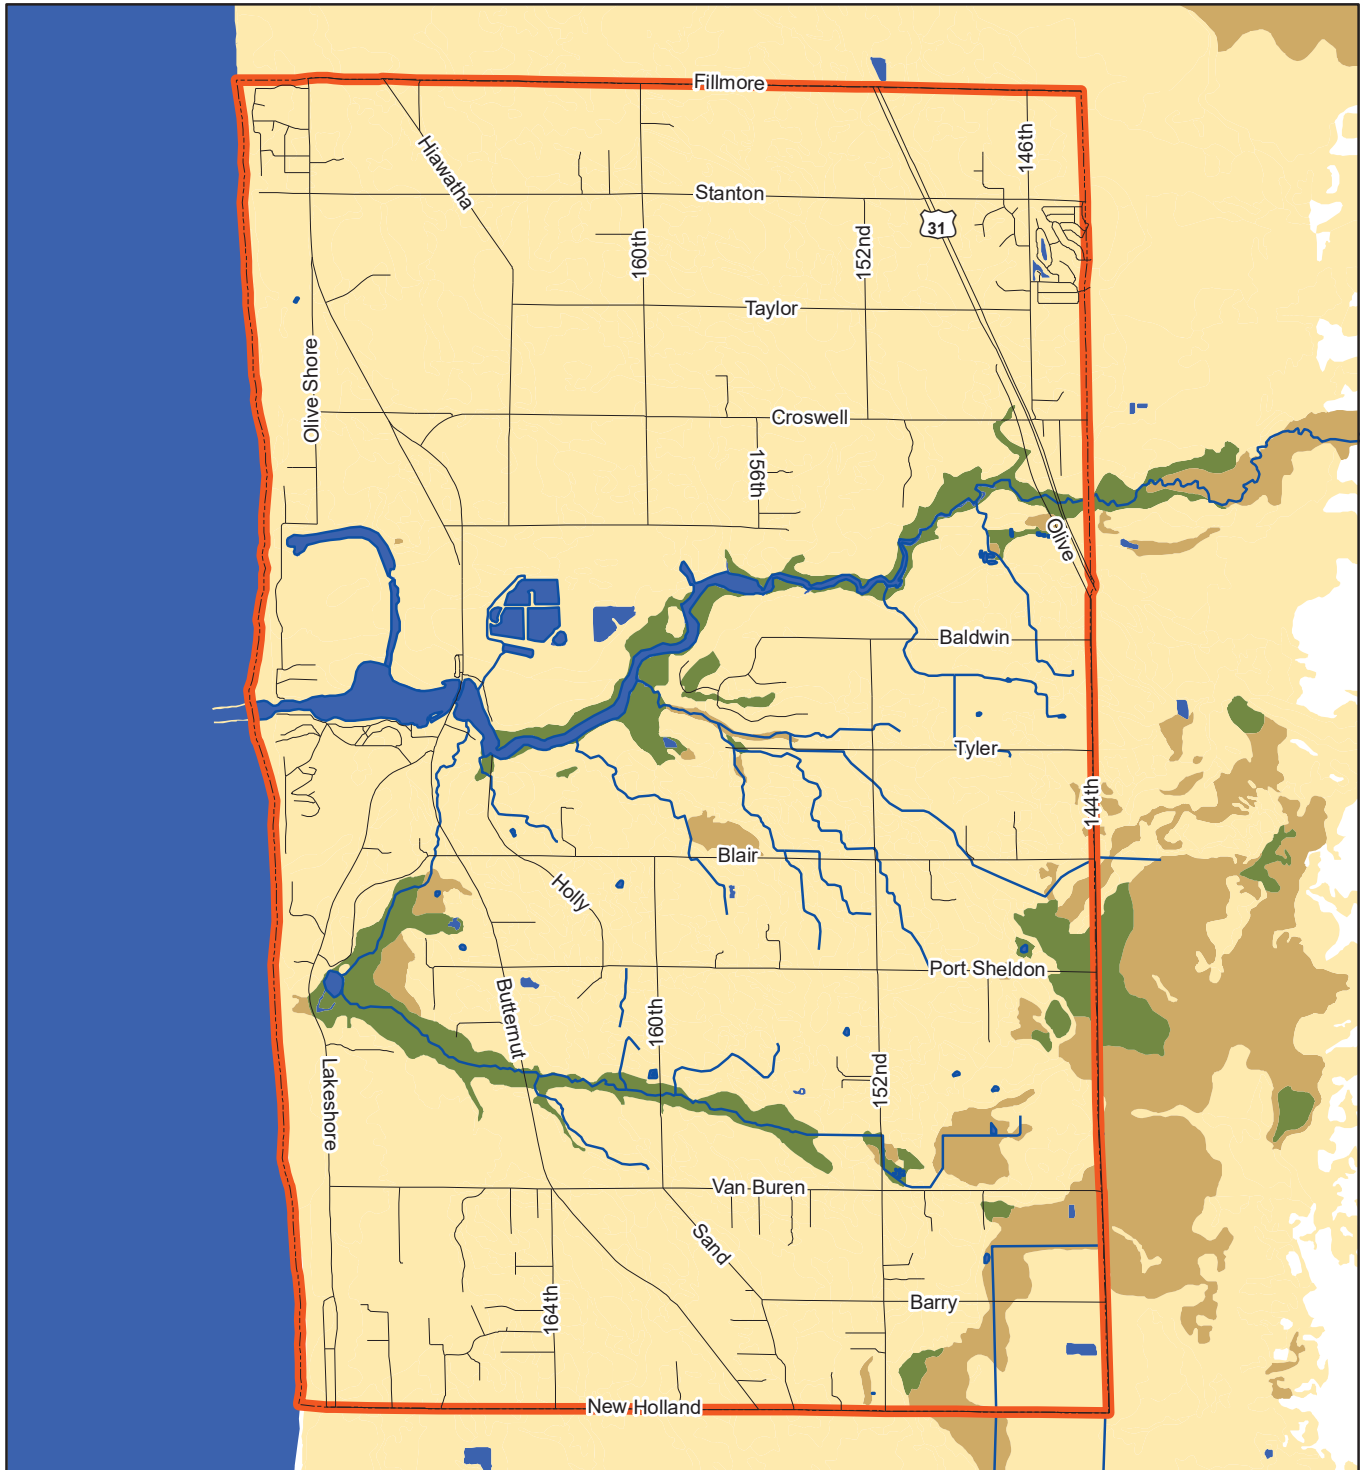 Fillmore
Hiawatha
146th
Stanton
31
160th
152nd
Taylor
Olive Shore
Croswell
156th
Olive
Baldwin
Tyler
144th
Blair
Holly
Port Sheldon
Butternut
160th
152nd
Lakeshore
Van Buren
Sand
164th
Barry
New Holland